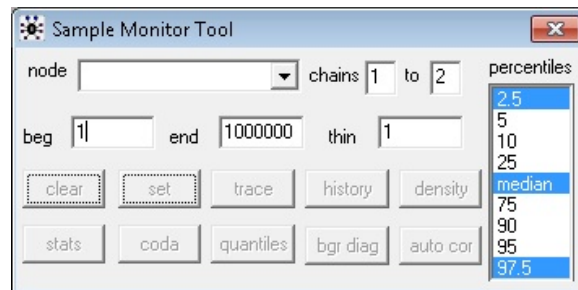 Sample Monitor Tool
node chains 1 to 2 percentiles
beg 1 end 1000000 thin 1
2.5
5
10
25
median
75
90
95
97.5
clear set trace history density
stats coda quantiles bgr diag auto cor